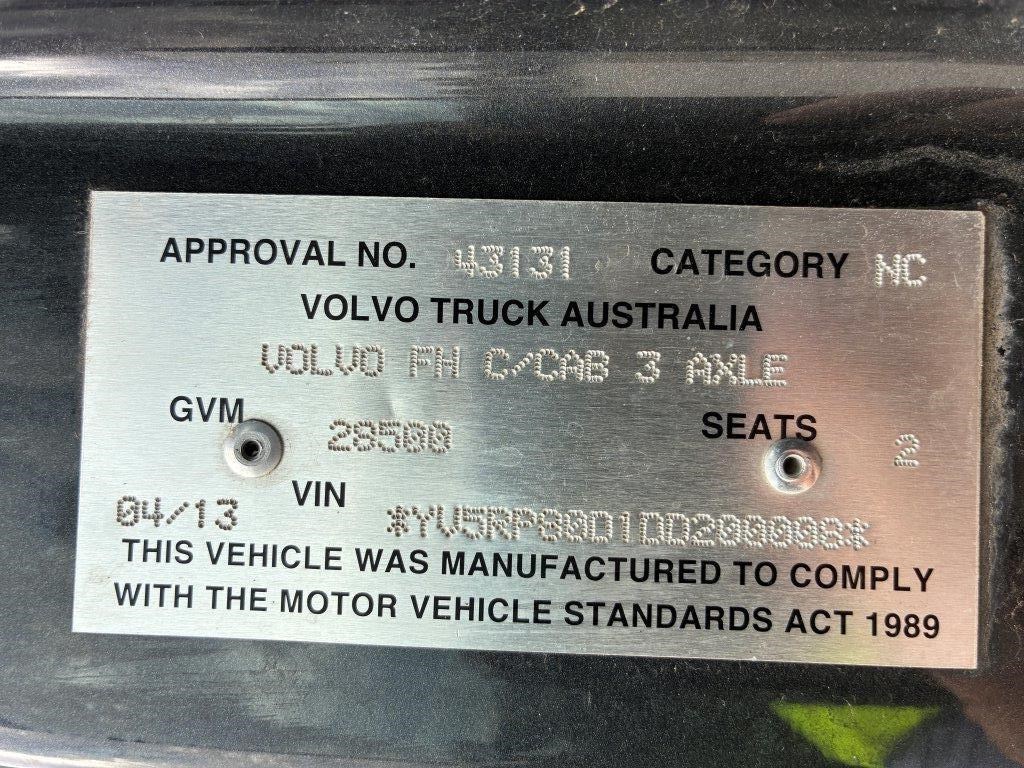 APPROVAL NO. 43131 CATEGORY NC
VOLVO TRUCK AUSTRALIA
VOLVO FH C/CAB 3 AXLE
GVM 28500 SEATS 2
04/13 VIN *YV5RP80D1DD200008*
THIS VEHICLE WAS MANUFACTURED TO COMPLY
WITH THE MOTOR VEHICLE STANDARDS ACT 1989